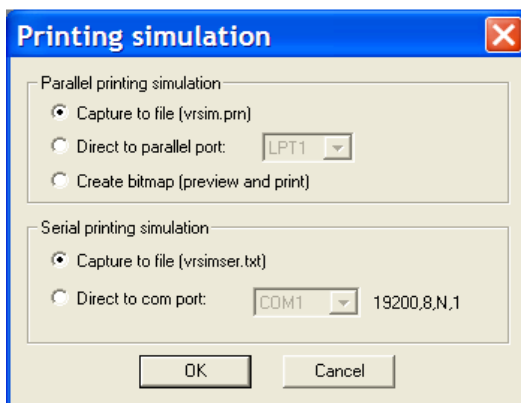 Printing simulation
Parallel printing simulation
Capture to file (vrsim.prn)
Direct to parallel port: LPT1
Create bitmap (preview and print)
Serial printing simulation
Capture to file (vrsimser.txt)
Direct to com port: COM1 19200,8,N,1
OK Cancel